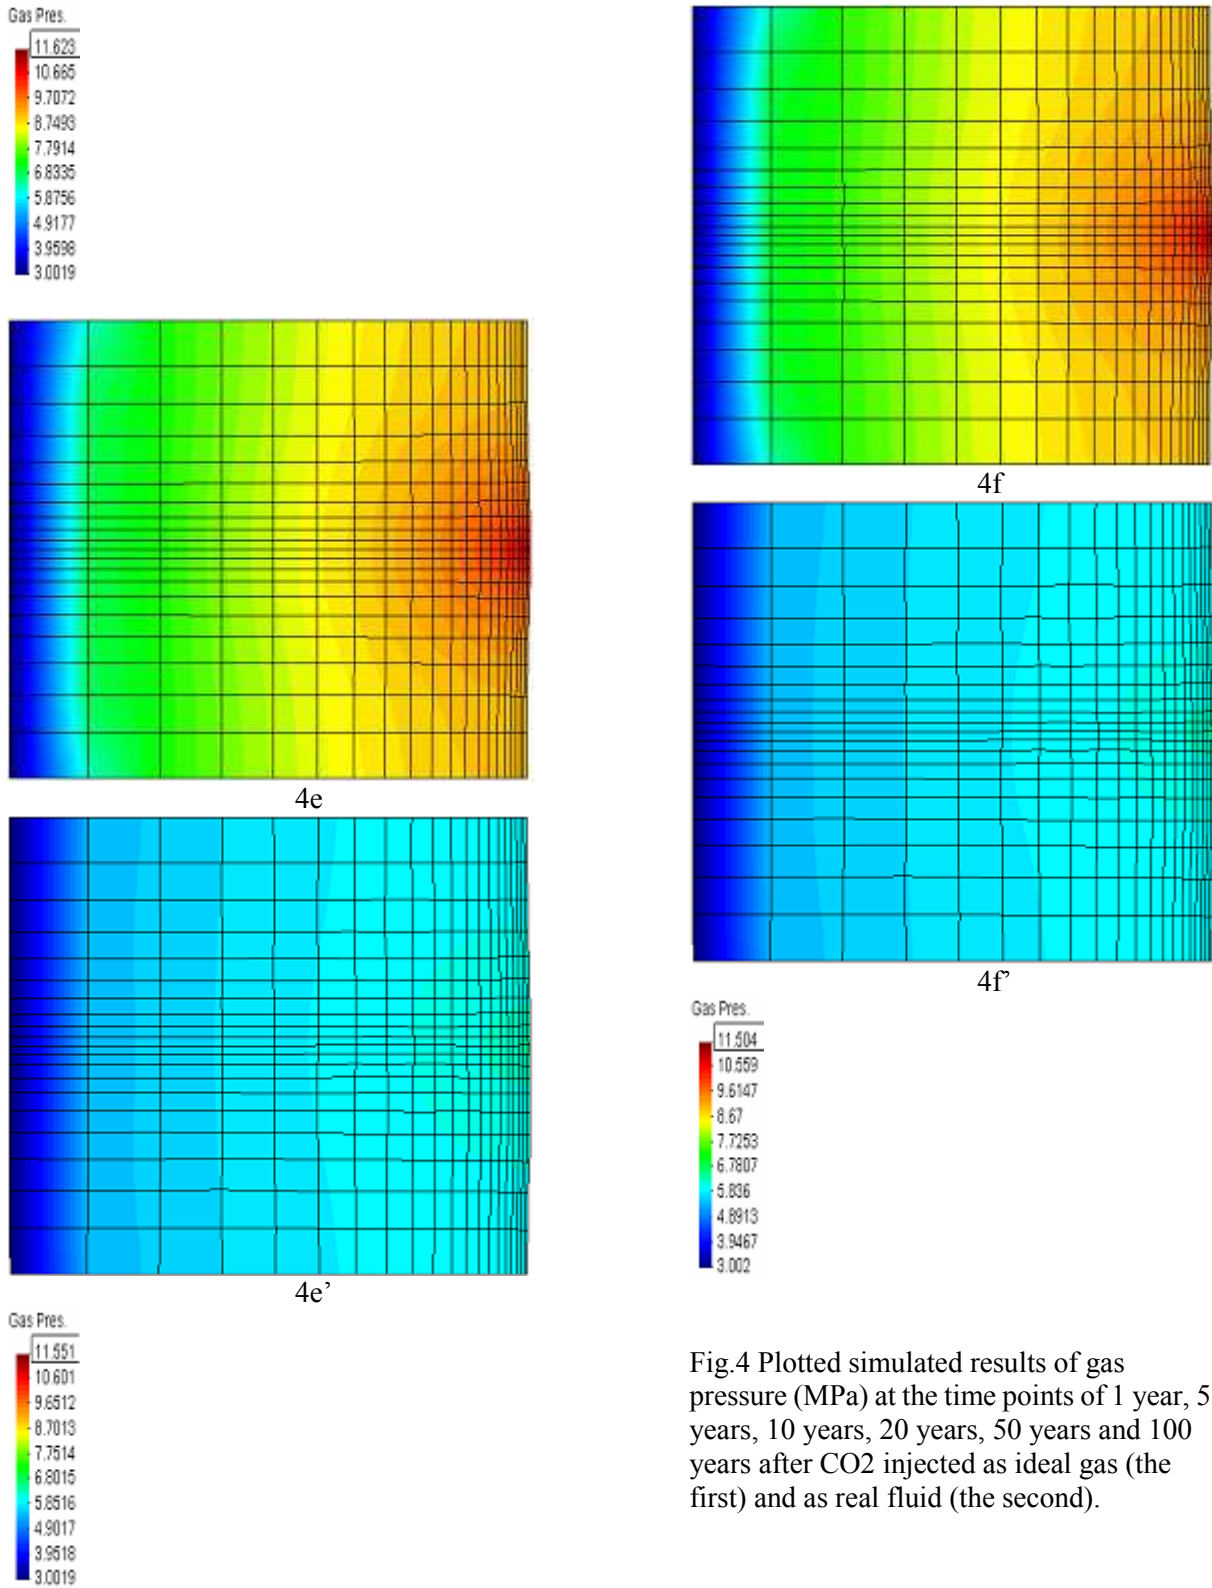 Gas Pres.
11.623
10.665
9.7072
8.7493
7.7914
6.8335
5.8756
4.9177
3.9598
3.0019
4e
4e’
Gas Pres.
11.551
10.601
9.6512
8.7013
7.7514
6.8015
5.8516
4.9017
3.9518
3.0019
4f
4f’
Gas Pres.
11.504
10.559
9.6147
8.67
7.7253
6.7807
5.836
4.8913
3.9467
3.002
Fig.4 Plotted simulated results of gas
pressure (MPa) at the time points of 1 year, 5
years, 10 years, 20 years, 50 years and 100
years after CO2 injected as ideal gas (the
first) and as real fluid (the second).